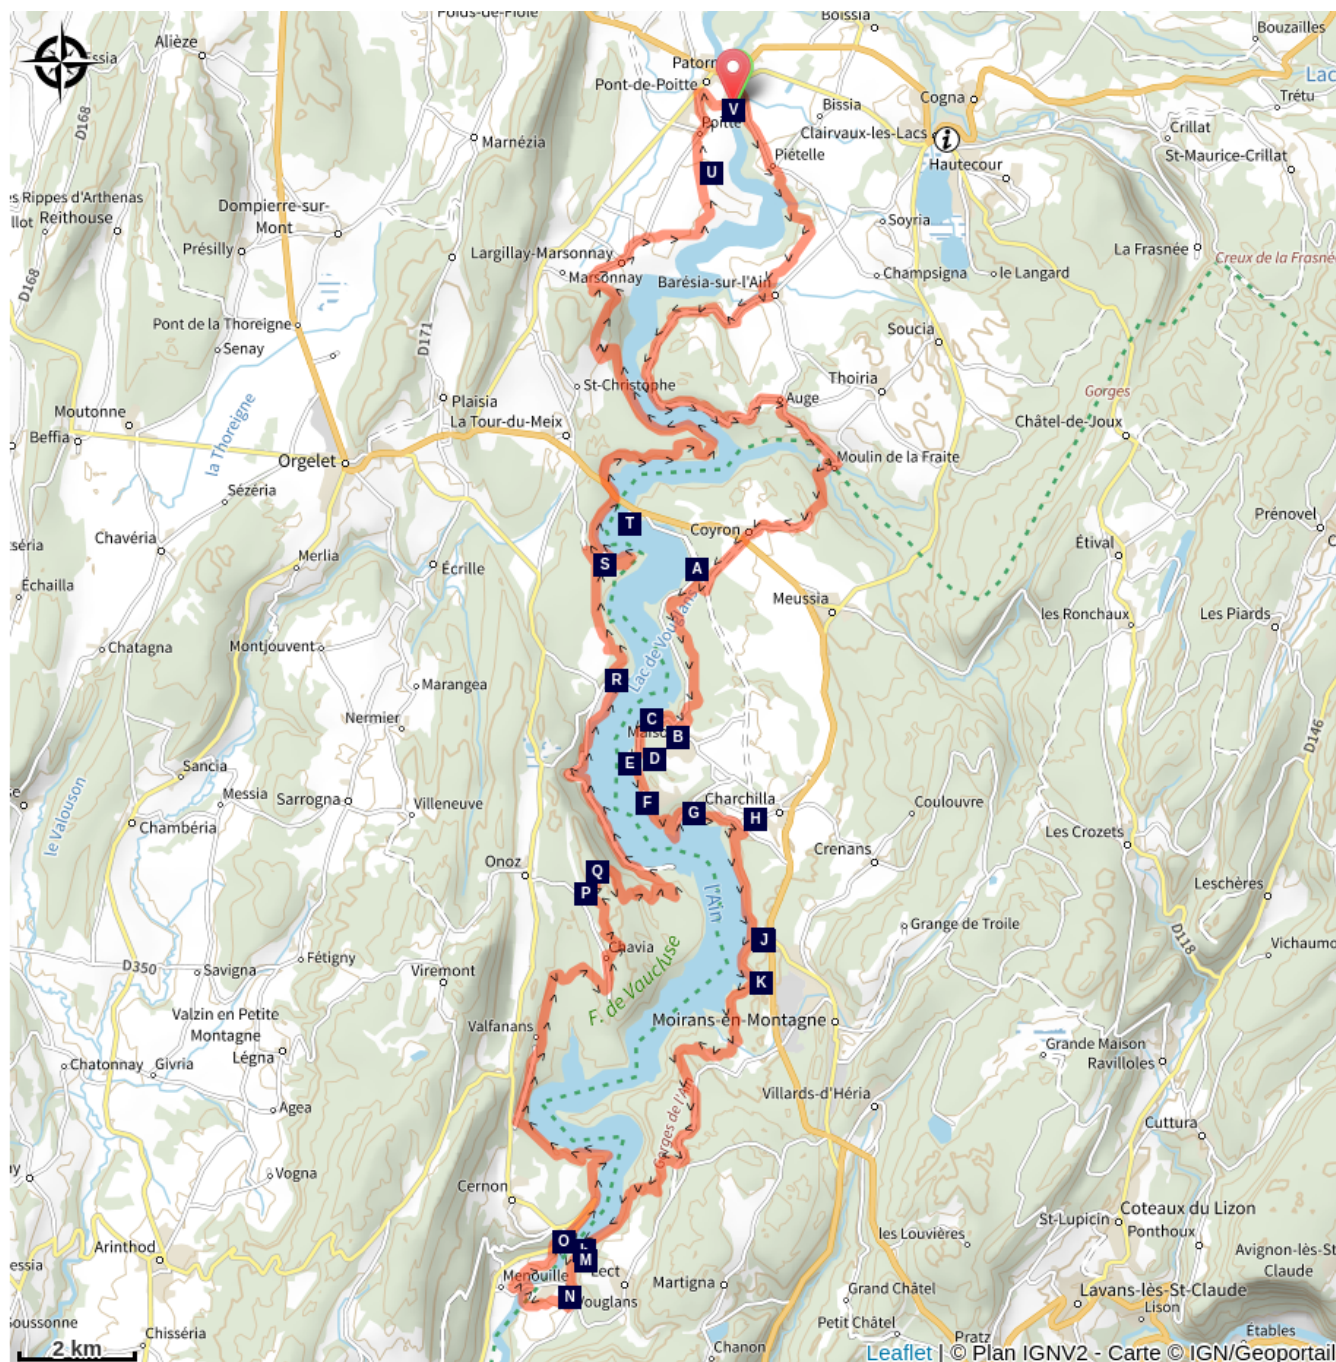 Alièze
Boissia
Bouzailles
Patorn
Pont-de-Poitte
V
Poitte
Cogna
Lac
Trétu
Bissia
Clairvaux-les-Lacs
i
Crillat
D168
Marnézia
Piételle
Hautecour
St-Maurice-Crillat
U
es Rippes d'Arthenas
Reithouse
Dompierre-sur-
Mont
Présilly
Soyria
La Frasnée
Creux de la Frasnée
Largillay-Marsonnay
Marsonnay
Barésia-sur-l'Ain
Champsigna
le Langard
D168
Pont de la Thoreigne
Senay
D171
Soucia
St-Christophe
Thoiria
Auge
Gorges
Moutonne
Plaisia
La Tour-du-Meix
Châtel-de-Joux
Beffia
la Thoreigne
Orgelet
Moulin de la Fraite
Sézéria
Prénovel
T
Coyron
Chavéria
Étival
Merlia
Écrille
S
A
Échailla
Meussia
les Ronchaux
Les Piards
Lac de Vouglans
Chatagna
Montjouvent
R
Marangea
Nermier
C
B
D146
E
D
Sancia
Messia
Sarrogna
Villeneuve
F
Charchilla
Coulouvre
le Valouson
G
H
Chambéria
Les Crozets
Crenans
Onoz
Q
P
l'Ain
Leschères
Grange de Troile
J
D118
Chavia
F. de Vaucluse
Fétigny
D350
Savigna
Viremont
K
Valzin en Petite
Montagne
Valfanans
Moirans-en-Montagne
Légna
Grande Maison
Ravilloles
Chatonnay
Givria
Villards-d'Héria
Agea
Gorges de l'Ain
Cuttura
Vogna
Cernon
St-Lupicin
Coteaux du Lizon
Ponthoux
les Louvières
O
Arinthod
M
Lect
Avignon-lès-St
Claude
Menouille
Martigna
Grand Châtel
Lavans-lès-St-Claude
N
Vouglans
Lison
Petit Châtel
Chisséria
Pratz
Étables
Chanon
2 km
Leaflet | © Plan IGNV2 - Carte © IGN/Geoportail